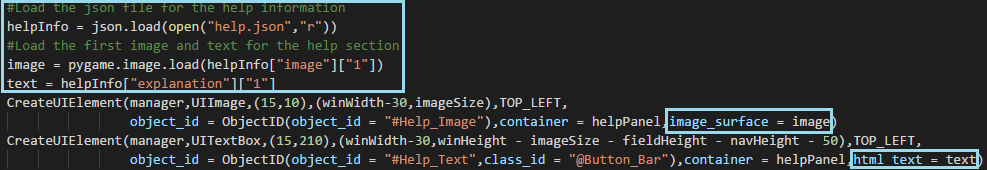 #Load the json file for the help information
helpInfo = json.load(open("help.json","r"))
#Load the first image and text for the help section
image = pygame.image.load(helpInfo["image"]["1"])
text = helpInfo["explanation"]["1"]
CreateUIElement(manager,UIImage,(15,10),(winWidth-30,imageSize),TOP_LEFT,
object_id = ObjectID(object_id = "#Help_Image"),container = helpPanel,image_surface = image)
CreateUIElement(manager,UITextBox,(15,210),(winWidth-30,winHeight - imageSize - fieldHeight - navHeight - 50),TOP_LEFT,
object_id = ObjectID(object_id = "#Help_Text",class_id = "@Button_Bar"),container = helpPanel,html_text = text)